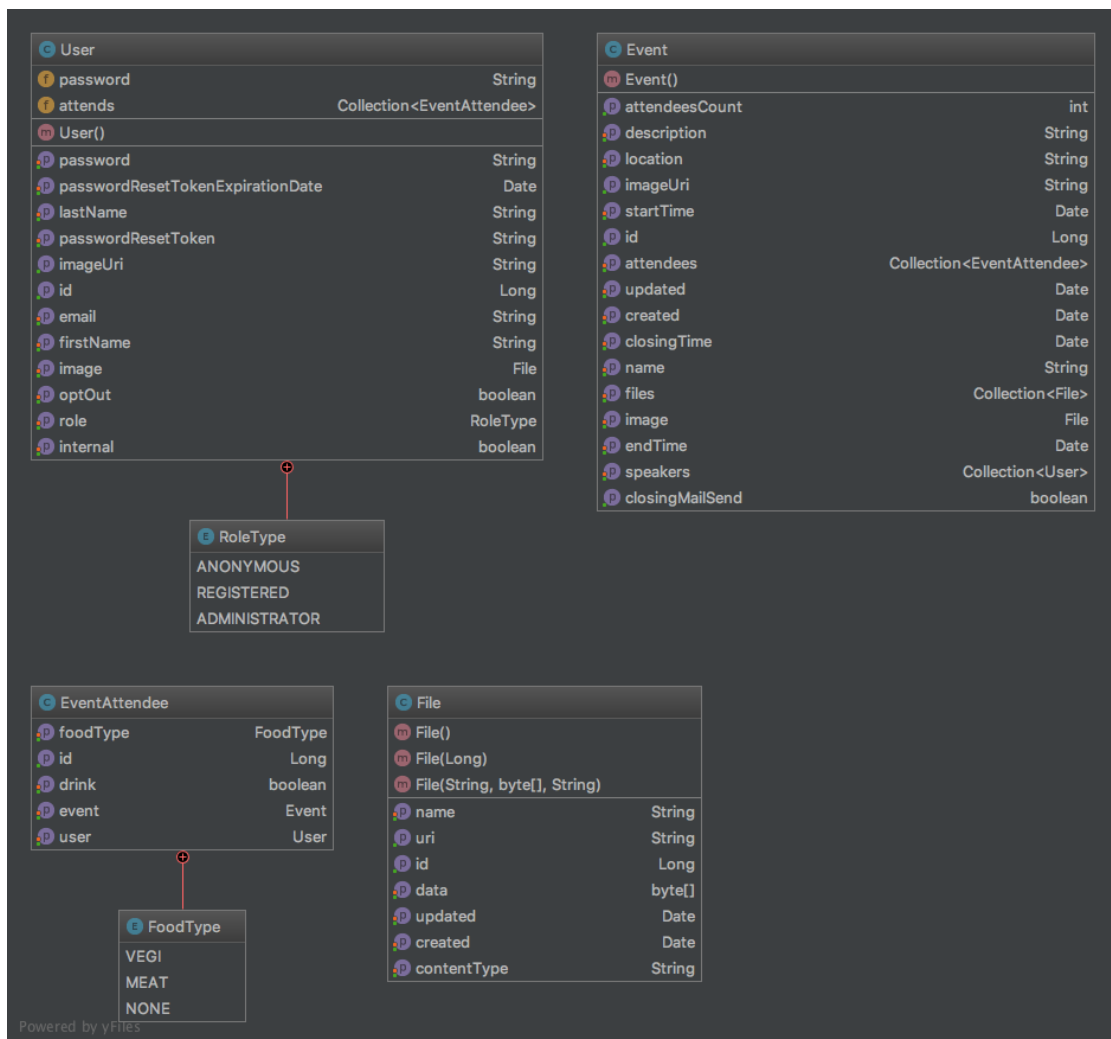 User
password String
attends Collection<EventAttendee>
User()
password String
passwordResetTokenExpirationDate Date
lastName String
passwordResetToken String
imageUri String
id Long
email String
firstName String
image File
optOut boolean
role RoleType
internal boolean
RoleType
ANONYMOUS
REGISTERED
ADMINISTRATOR
Event
Event()
attendeesCount int
description String
location String
imageUri String
startTime Date
id Long
attendees Collection<EventAttendee>
updated Date
created Date
closingTime Date
name String
files Collection<File>
image File
endTime Date
speakers Collection<User>
closingMailSend boolean
EventAttendee
foodType FoodType
id Long
drink boolean
event Event
user User
FoodType
VEGI
MEAT
NONE
File
File()
File(Long)
File(String, byte[], String)
name String
uri String
id Long
data byte[]
updated Date
created Date
contentType String
Powered by yFiles